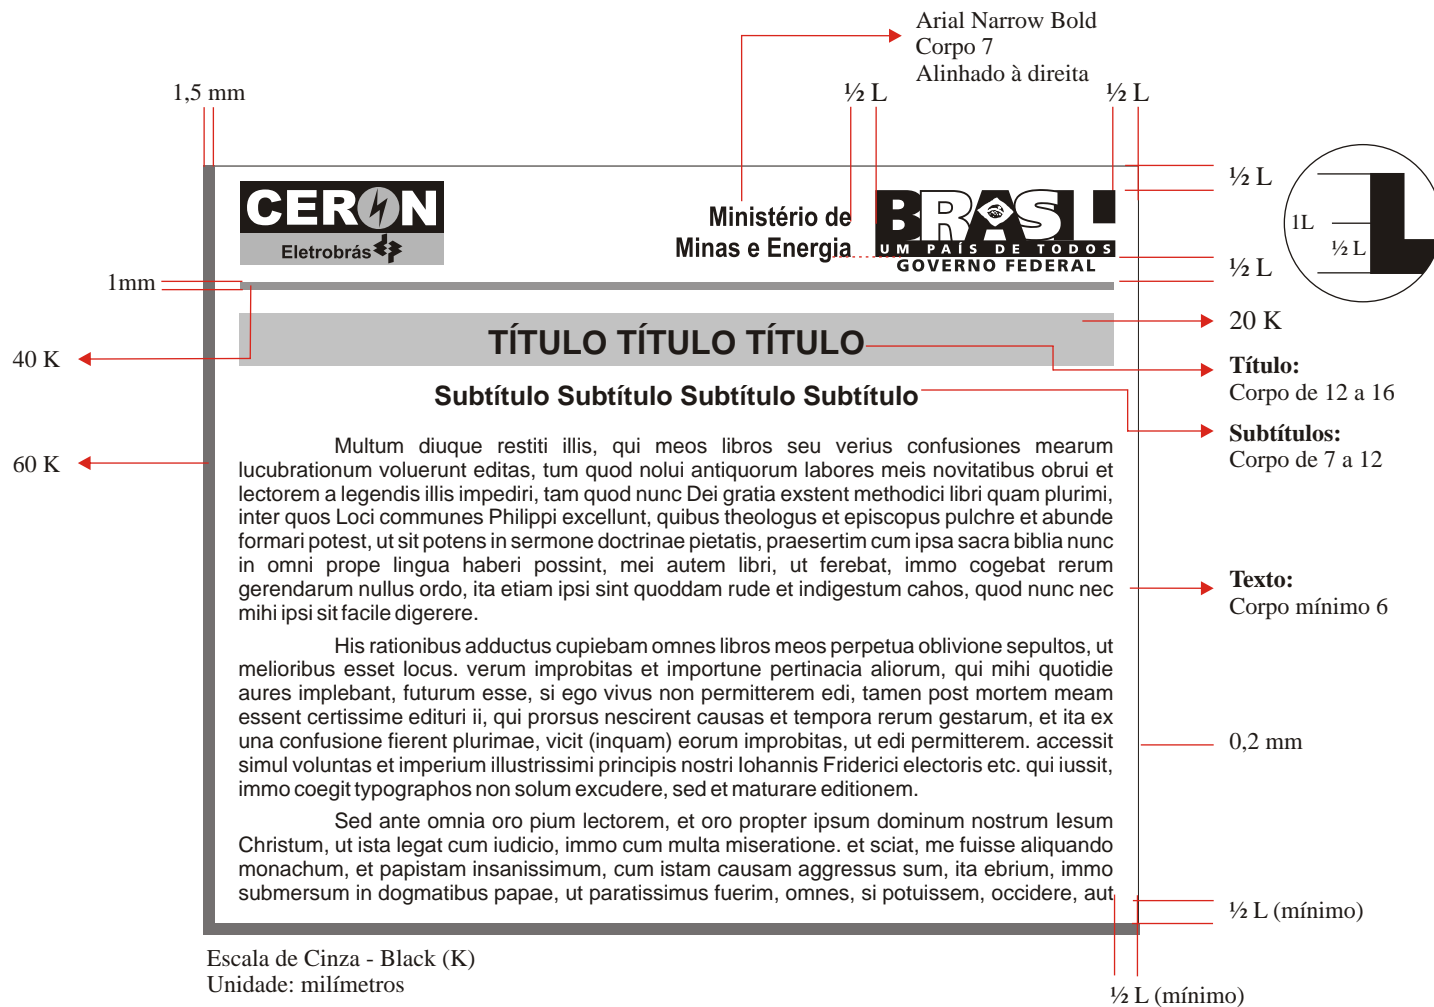 Arial Narrow Bold
Corpo 7
Alinhado à direita
1,5 mm
½ L
½ L
½ L
CERON
Eletrobrás
Ministério de
Minas e Energia
BRASIL
UM PAÍS DE TODOS
GOVERNO FEDERAL
1L
½ L
½ L
1mm
20 K
TÍTULO TÍTULO TÍTULO
40 K
Título:
Corpo de 12 a 16
Subtítulo Subtítulo Subtítulo Subtítulo
Subtítulos:
Corpo de 7 a 12
60 K
Multum diuque restiti illis, qui meos libros seu verius confusiones mearum
lucubrationum voluerunt editas, tum quod nolui antiquorum labores meis novitatibus obrui et
lectorem a legendis illis impediri, tam quod nunc Dei gratia exstent methodici libri quam plurimi,
inter quos Loci communes Philippi excellunt, quibus theologus et episcopus pulchre et abunde
formari potest, ut sit potens in sermone doctrinae pietatis, praesertim cum ipsa sacra biblia nunc
in omni prope lingua haberi possint, mei autem libri, ut ferebat, immo cogebat rerum
gerendarum nullus ordo, ita etiam ipsi sint quoddam rude et indigestum cahos, quod nunc nec
mihi ipsi sit facile digerere.
Texto:
Corpo mínimo 6
His rationibus adductus cupiebam omnes libros meos perpetua oblivione sepultos, ut
melioribus esset locus. verum improbitas et importune pertinacia aliorum, qui mihi quotidie
aures implebant, futurum esse, si ego vivus non permitterem edi, tamen post mortem meam
essent certissime edituri ii, qui prorsus nescirent causas et tempora rerum gestarum, et ita ex
una confusione fierent plurimae, vicit (inquam) eorum improbitas, ut edi permitterem. accessit
simul voluntas et imperium illustrissimi principis nostri Iohannis Friderici electoris etc. qui iussit,
immo coegit typographos non solum excudere, sed et maturare editionem.
0,2 mm
Sed ante omnia oro pium lectorem, et oro propter ipsum dominum nostrum Iesum
Christum, ut ista legat cum iudicio, immo cum multa miseratione. et sciat, me fuisse aliquando
monachum, et papistam insanissimum, cum istam causam aggressus sum, ita ebrium, immo
submersum in dogmatibus papae, ut paratissimus fuerim, omnes, si potuissem, occidere, aut
½ L (mínimo)
Escala de Cinza - Black (K)
Unidade: milímetros
½ L (mínimo)